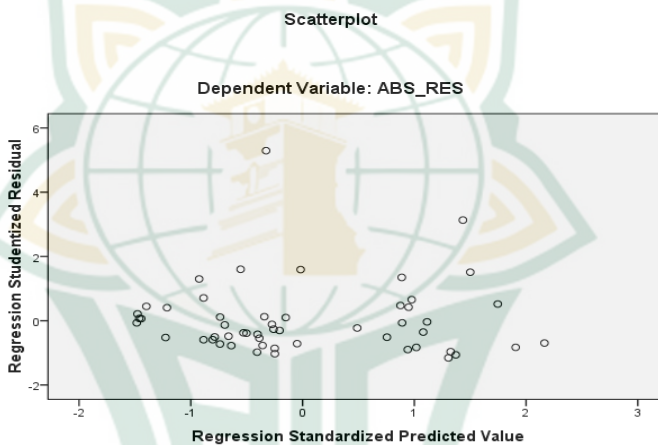 Scatterplot
Dependent Variable: ABS_RES
Regression Studentized Residual
6
4
2
0
-2
-2 -1 0 1 2 3
Regression Standardized Predicted Value